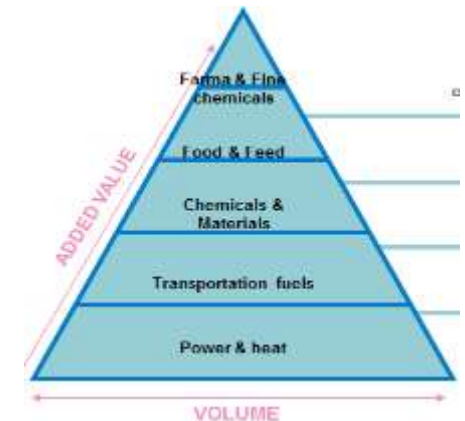 Farma & Fine
chemicals
Food & Feed
ADDED VALUE
Chemicals &
Materials
Transportation fuels
Power & heat
VOLUME